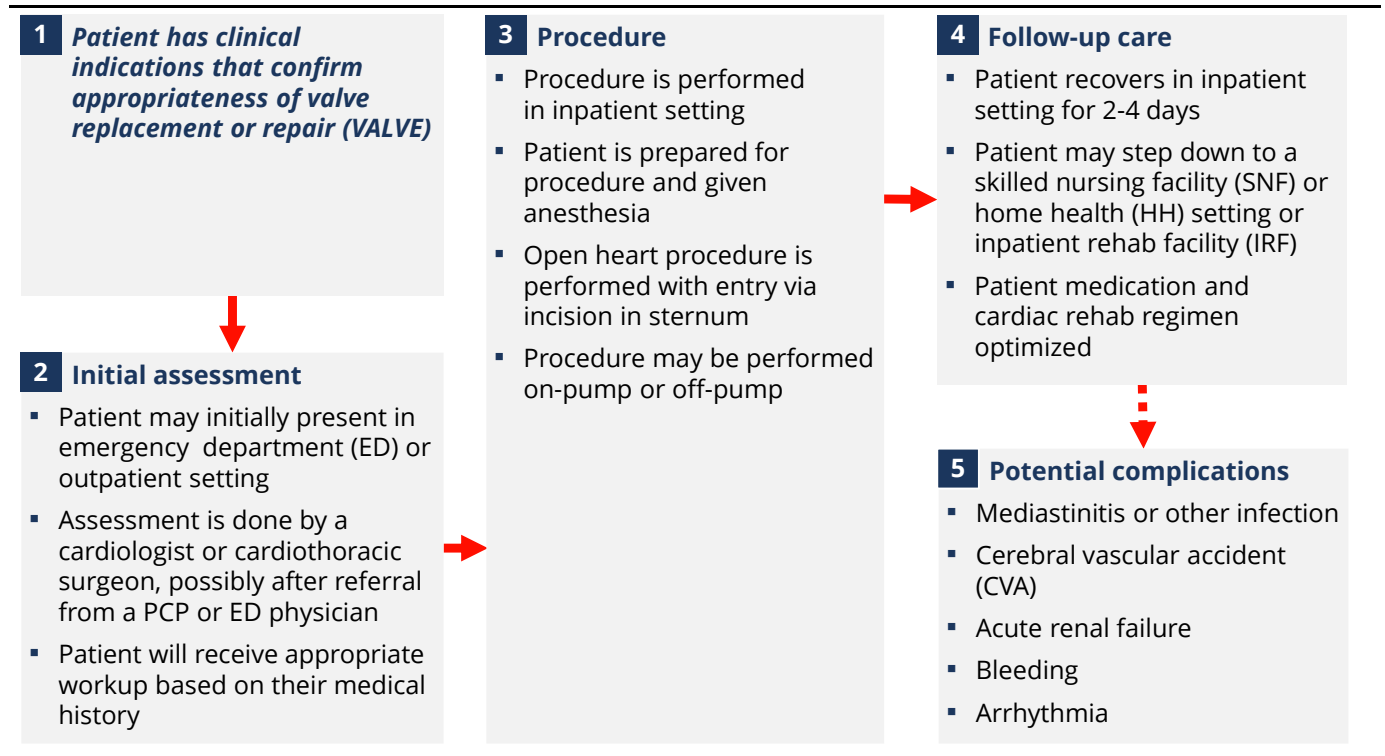 1 Patient has clinical
indications that confirm
appropriateness of valve
replacement or repair (VALVE)
2 Initial assessment
▪ Patient may initially present in
emergency  department (ED) or
outpatient setting
▪ Assessment is done by a
cardiologist or cardiothoracic
surgeon, possibly after referral
from a PCP or ED physician
▪ Patient will receive appropriate
workup based on their medical
history
3 Procedure
▪ Procedure is performed
in inpatient setting
▪ Patient is prepared for
procedure and given
anesthesia
▪ Open heart procedure is
performed with entry via
incision in sternum
▪ Procedure may be performed
on-pump or off-pump
4 Follow-up care
▪ Patient recovers in inpatient
setting for 2-4 days
▪ Patient may step down to a
skilled nursing facility (SNF) or
home health (HH) setting or
inpatient rehab facility (IRF)
▪ Patient medication and
cardiac rehab regimen
optimized
5 Potential complications
▪ Mediastinitis or other infection
▪ Cerebral vascular accident
(CVA)
▪ Acute renal failure
▪ Bleeding
▪ Arrhythmia